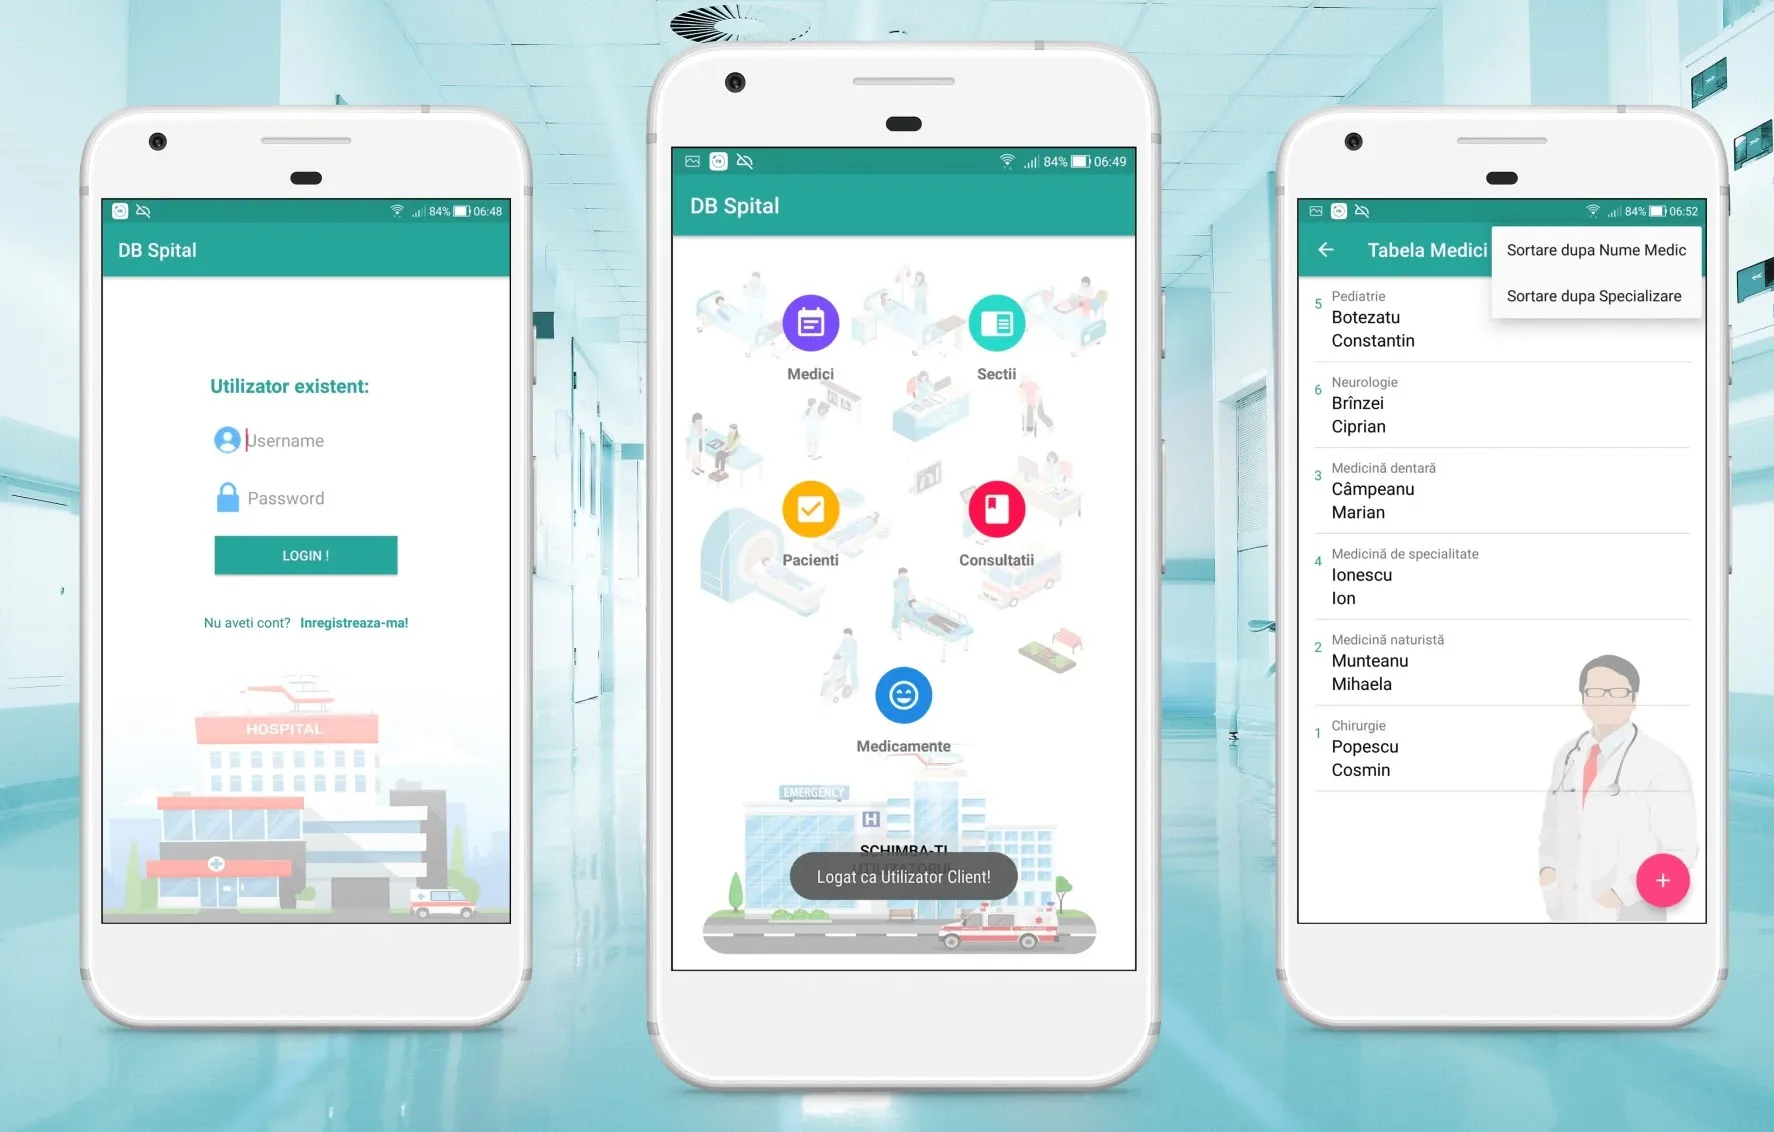 84% 06:48
DB Spital
Utilizator existent:
Username
Password
LOGIN !
Nu aveti cont? Inregistreaza-ma!
HOSPITAL
84% 06:49
DB Spital
Medici
Sectii
Pacienti
Consultatii
Medicamente
EMERGENCY
H
SCHIMBA-TI
UTILIZATORUL
Logat ca Utilizator Client!
84% 06:52
Tabela Medici
Sortare dupa Nume Medic
Sortare dupa Specializare
5 Pediatrie
Botezatu
Constantin
6 Neurologie
Brînzei
Ciprian
3 Medicină dentară
Câmpeanu
Marian
4 Medicină de specialitate
Ionescu
Ion
2 Medicină naturistă
Munteanu
Mihaela
1 Chirurgie
Popescu
Cosmin